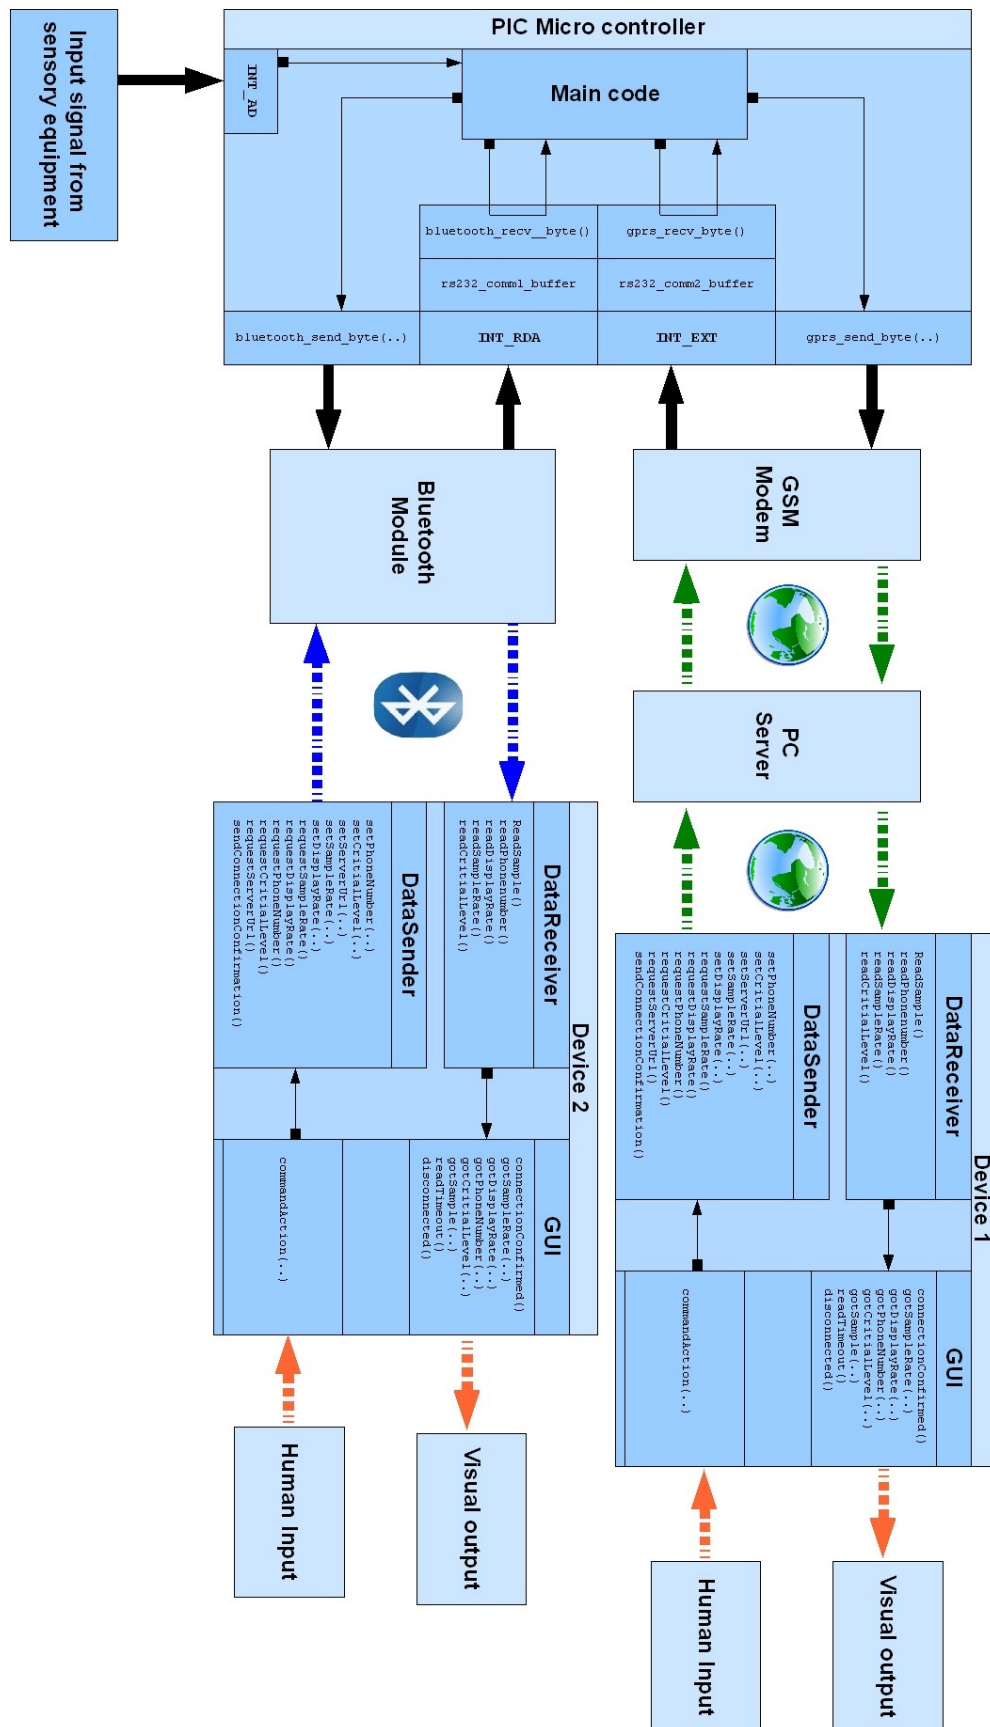 PIC Micro controller
Input signal from
sensory equipment
INT_AD
Main code
bluetooth_recv__byte()
gprs_recv_byte()
rs232_comm1_buffer
rs232_comm2_buffer
bluetooth_send_byte(..)
INT_RDA
INT_EXT
gprs_send_byte(..)
Bluetooth
Module
GSM
Modem
PC
Server
Device 2
DataReceiver
ReadSample()
readPhonenumber()
readDisplayRate()
readSampleRate()
readCritialLevel()
DataSender
setPhoneNumber(..)
setCritialLevel(..)
setServerUrl(..)
setSampleRate(..)
setDisplayRate(..)
requestSampleRate()
requestDisplayRate()
requestPhoneNumber()
requestCritialLevel()
requestServerUrl()
sendConnectionConfirmation()
GUI
connectionConfirmed()
gotSampleRate(..)
gotDisplayRate(..)
gotPhoneNumber(..)
gotCritialLevel(..)
gotSample(..)
readTimeout()
disconnected()
commandAction(..)
Visual output
Human Input
Device 1
DataReceiver
ReadSample()
readPhonenumber()
readDisplayRate()
readSampleRate()
readCritialLevel()
DataSender
setPhoneNumber(..)
setCritialLevel(..)
setServerUrl(..)
setSampleRate(..)
setDisplayRate(..)
requestSampleRate()
requestDisplayRate()
requestPhoneNumber()
requestCritialLevel()
requestServerUrl()
sendConnectionConfirmation()
GUI
connectionConfirmed()
gotSampleRate(..)
gotDisplayRate(..)
gotPhoneNumber(..)
gotCritialLevel(..)
gotSample(..)
readTimeout()
disconnected()
commandAction(..)
Visual output
Human Input